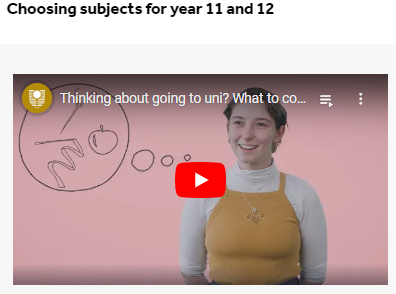 Choosing subjects for year 11 and 12
Thinking about going to uni? What to co...